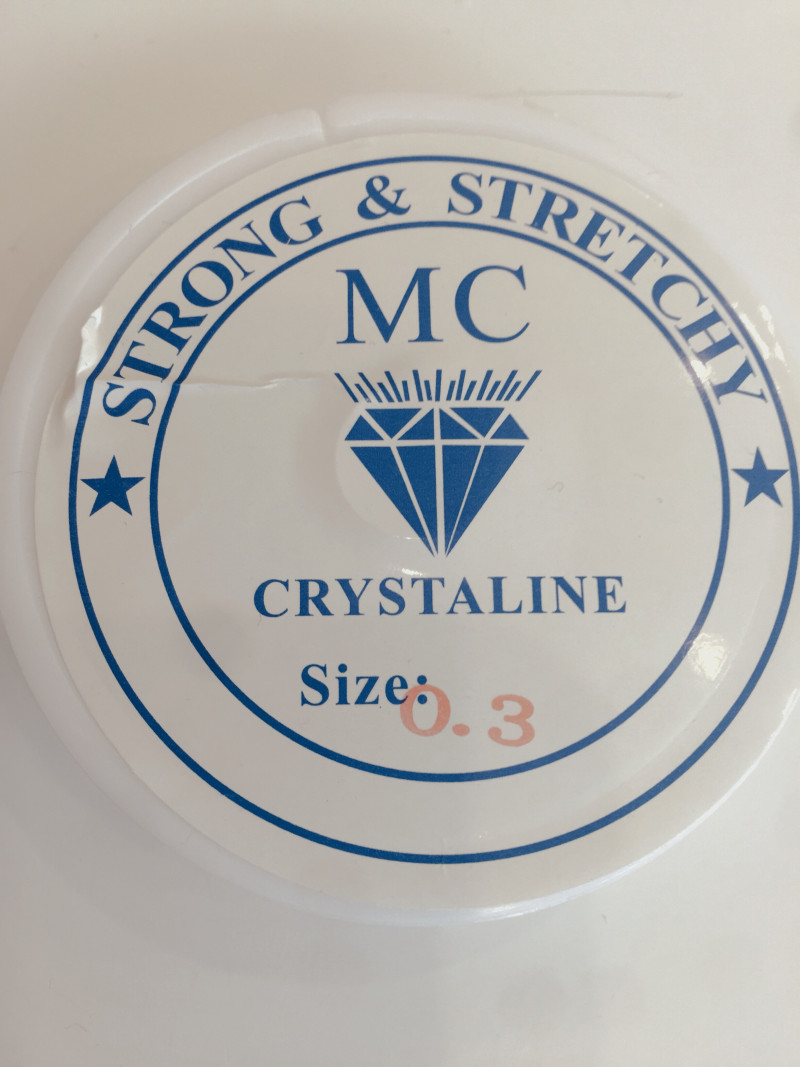 STRONG & STRETCHY
MC
CRYSTALINE
Size: 0.3